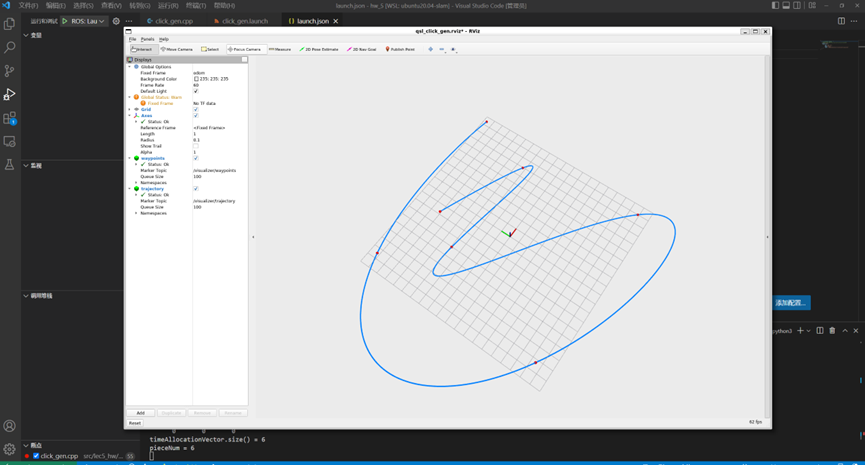 文件(F) 编辑(E) 选择(S) 查看(V) 转到(G) 运行(R) 终端(T) 帮助(H)
launch.json - hw_5 [WSL: ubuntu20.04-slam] - Visual Studio Code [管理员]
运行和调试 ROS: Lau
click_gen.cpp click_gen.launch launch.json
变量
监视
调用堆栈
断点
click_gen.cpp src/lec5_hw/... 55
qsl_click_gen.rviz* - RViz
File Panels Help
Interact Move Camera Select Focus Camera Measure 2D Pose Estimate 2D Nav Goal Publish Point
Displays
Global Options
Fixed Frame odom
Background Color 235; 235; 235
Frame Rate 60
Default Light
Global Status: Warn
Fixed Frame No TF data
Grid
Axes
Status: Ok
Reference Frame <Fixed Frame>
Length 1
Radius 0.1
Show Trail
Alpha 1
waypoints
Status: Ok
Marker Topic /visualizer/waypoints
Queue Size 100
Namespaces
trajectory
Status: Ok
Marker Topic /visualizer/trajectory
Queue Size 100
Namespaces
Add Duplicate Remove Rename
Reset
62 fps
添加配置...
python3
0 0 0
timeAllocationVector.size() = 6
pieceNum = 6